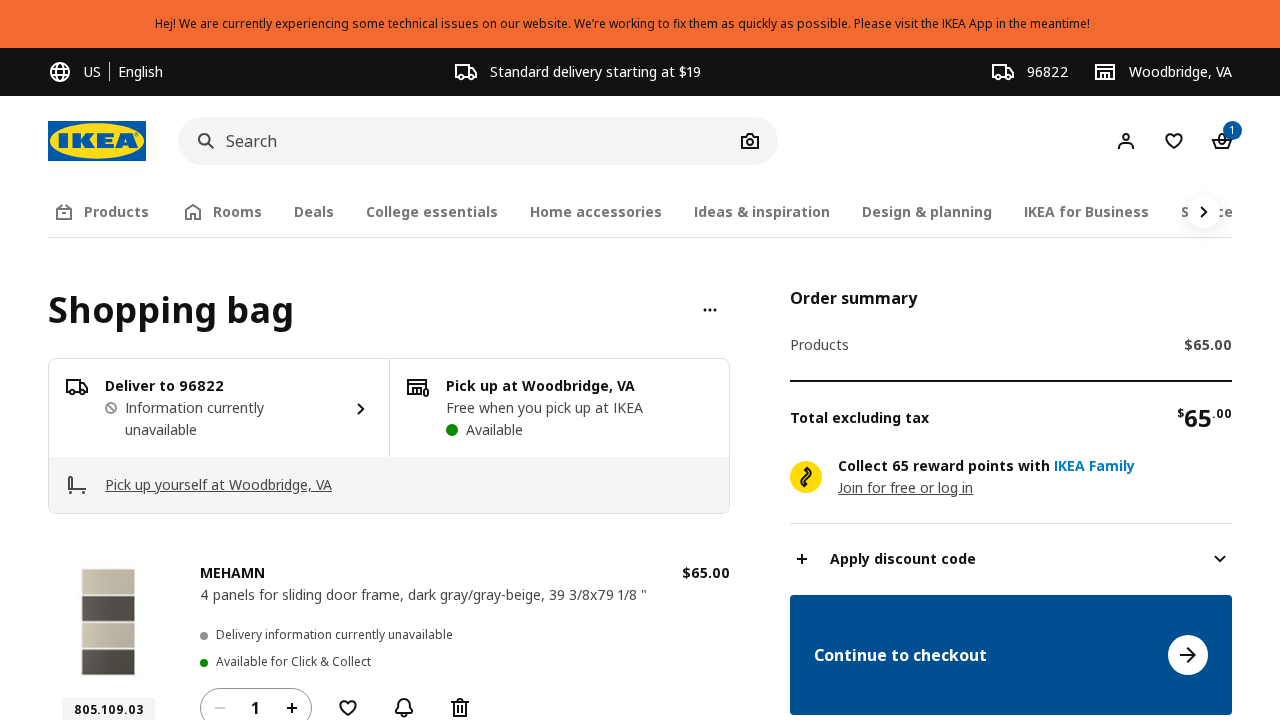 Hej! We are currently experiencing some technical issues on our website. We’re working to fix them as quickly as possible. Please visit the IKEA App in the meantime!
US | English
Standard delivery starting at $19
96822
Woodbridge, VA
IKEA
Search
1
Products
Rooms
Deals
College essentials
Home accessories
Ideas & inspiration
Design & planning
IKEA for Business
Shopping bag
Deliver to 96822
Information currently
unavailable
Pick up at Woodbridge, VA
Free when you pick up at IKEA
Available
Pick up yourself at Woodbridge, VA
MEHAMN
$65.00
4 panels for sliding door frame, dark gray/gray-beige, 39 3/8x79 1/8 "
Delivery information currently unavailable
Available for Click & Collect
1
805.109.03
Order summary
Products
$65.00
Total excluding tax
$65.00
Collect 65 reward points with IKEA Family
Join for free or log in
Apply discount code
Continue to checkout